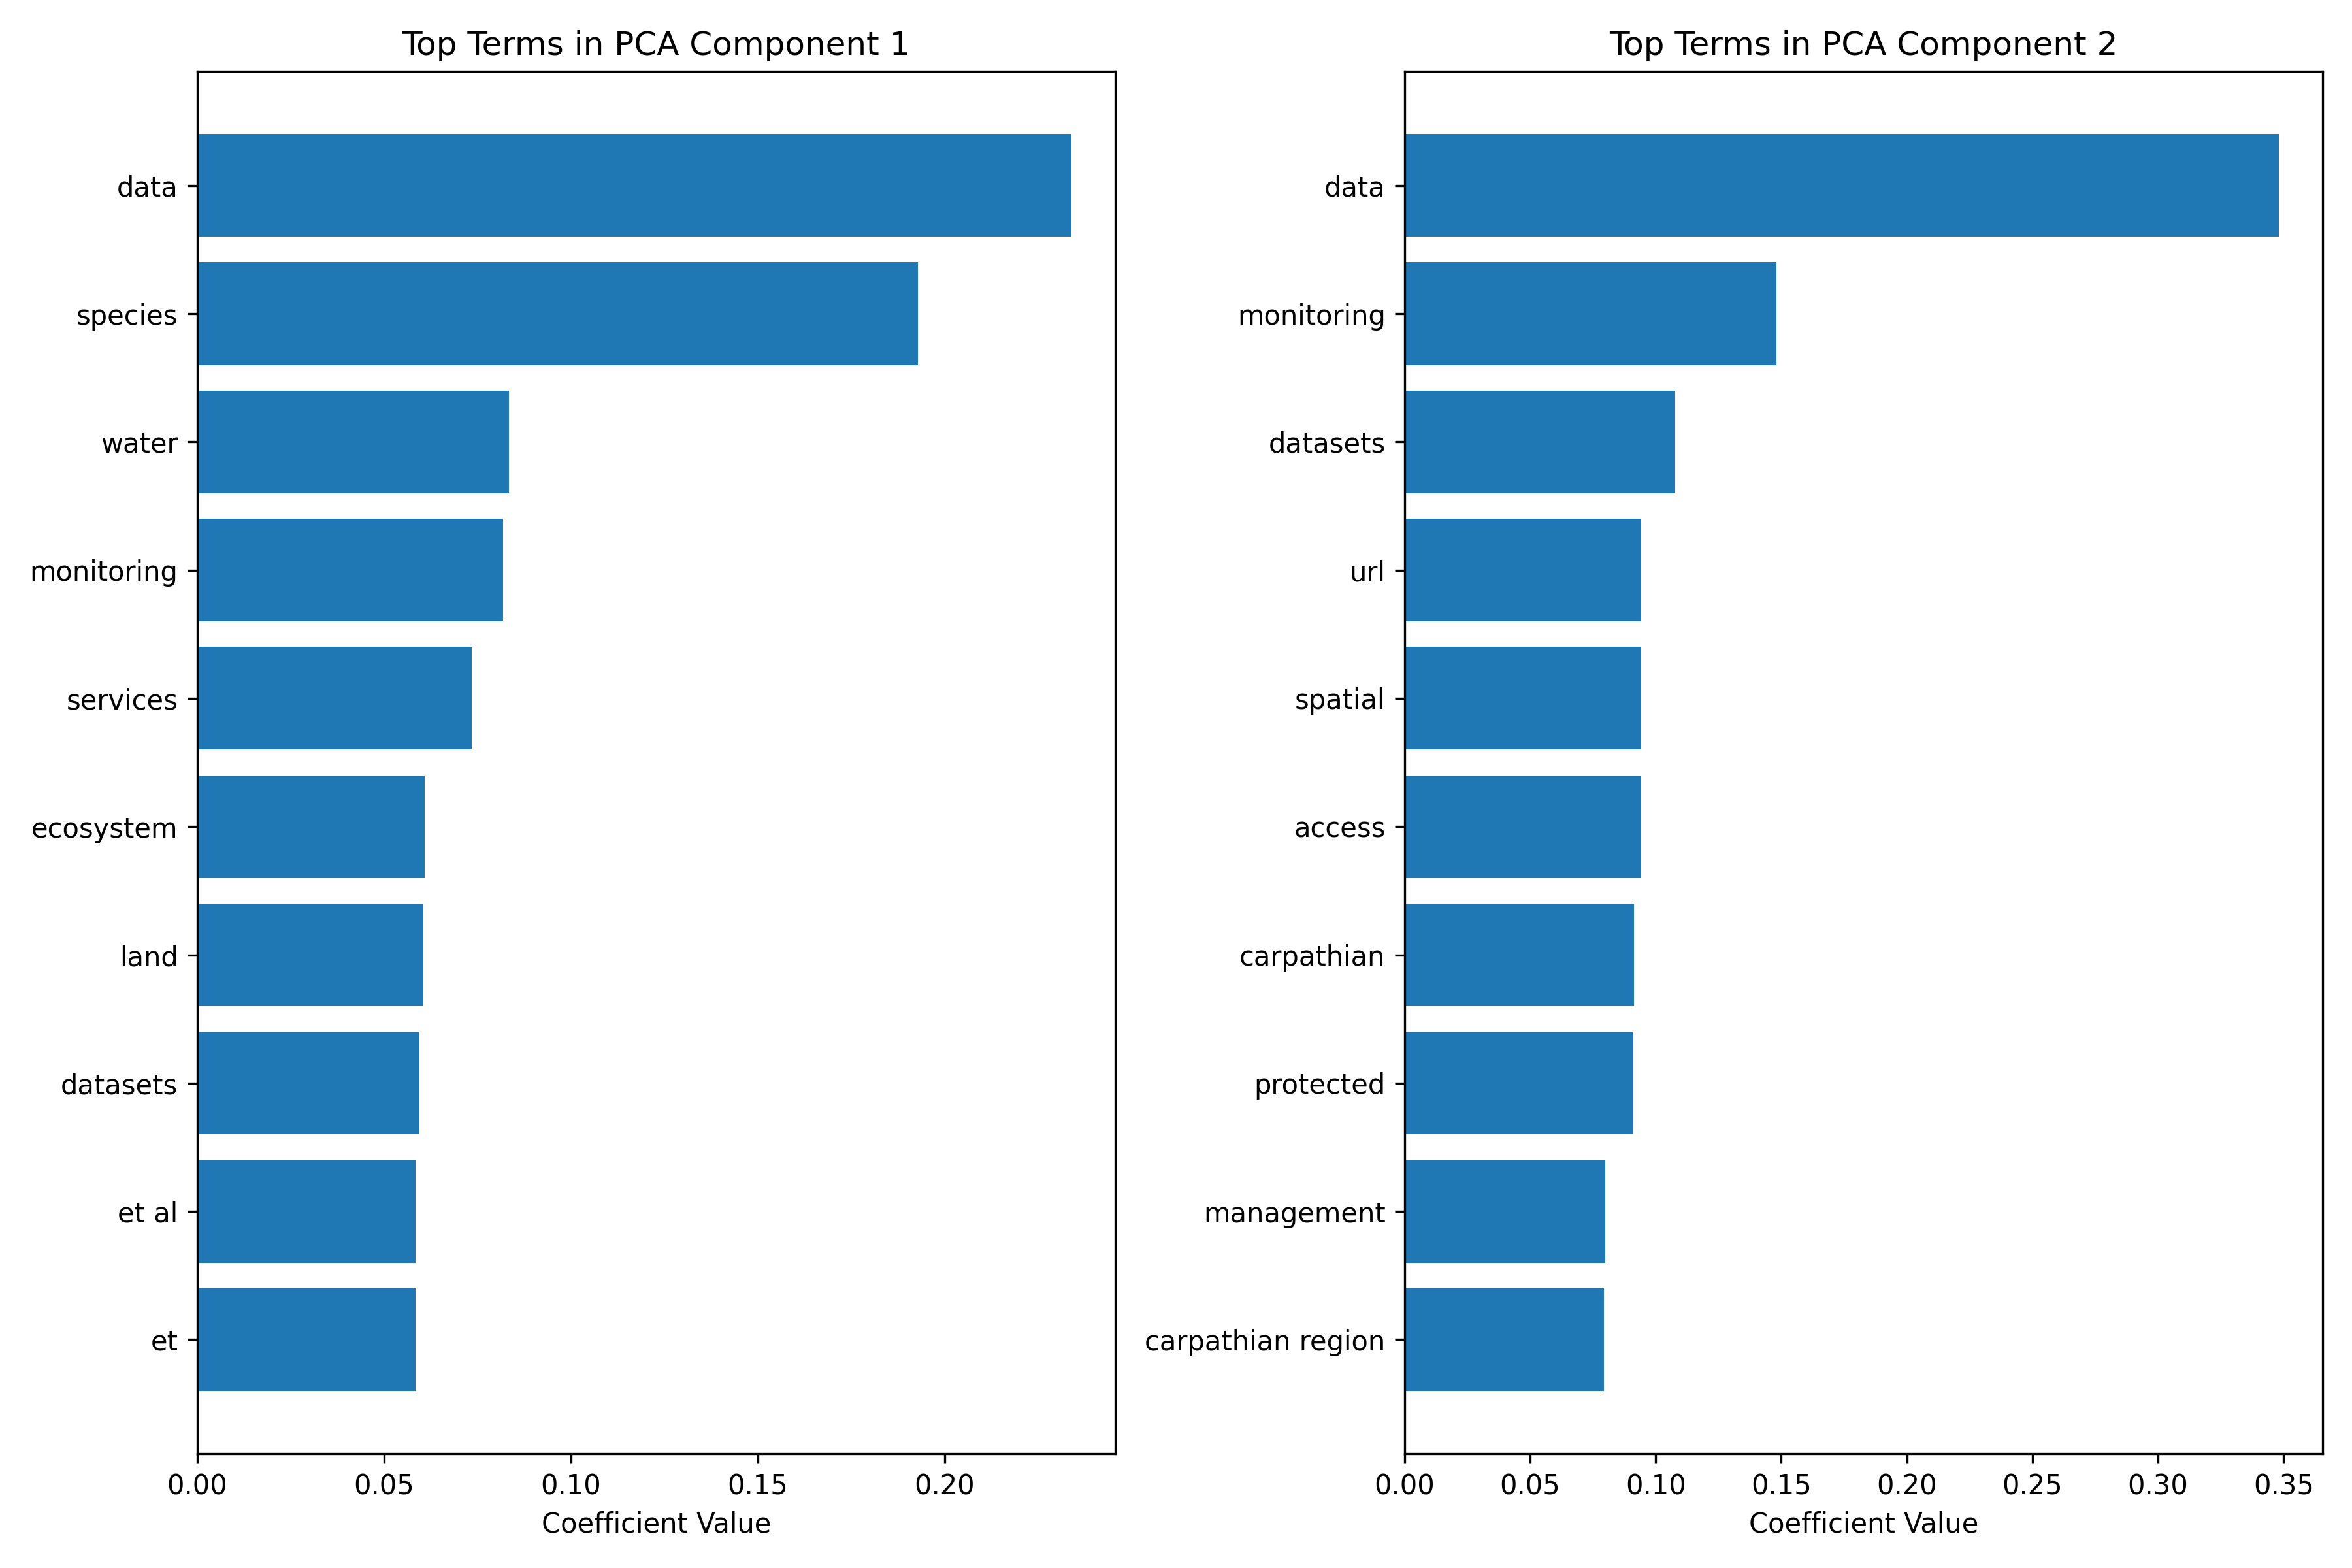 Top Terms in PCA Component 1
data
species
water
monitoring
services
ecosystem
land
datasets
et al
et
0.00 0.05 0.10 0.15 0.20
Coefficient Value
Top Terms in PCA Component 2
data
monitoring
datasets
url
spatial
access
carpathian
protected
management
carpathian region
0.00 0.05 0.10 0.15 0.20 0.25 0.30 0.35
Coefficient Value